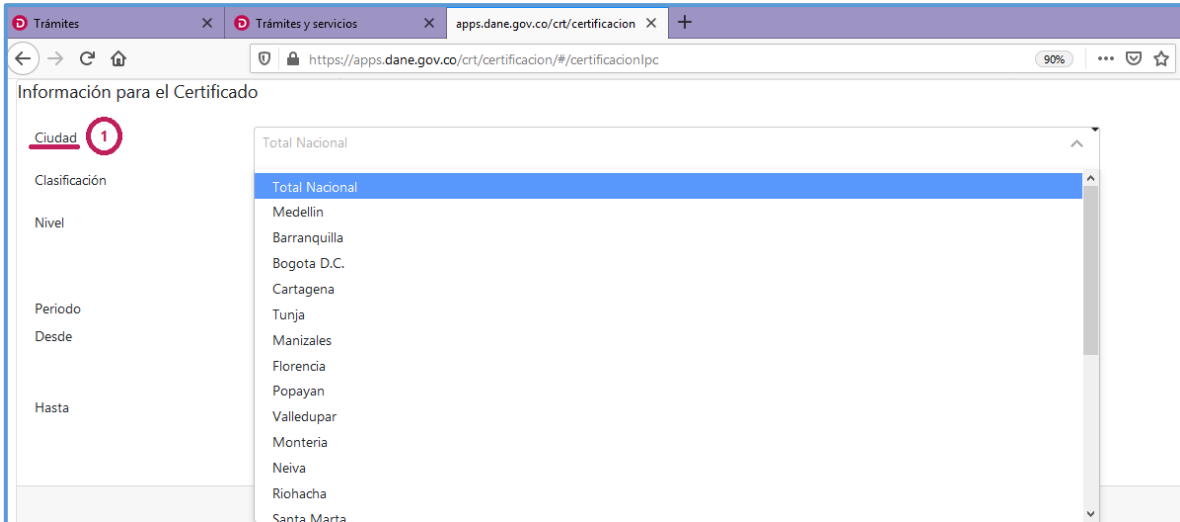 Trámites
Trámites y servicios
apps.dane.gov.co/crt/certificacion
https://apps.dane.gov.co/crt/certificacion/#/certificacionIpc
90%
Información para el Certificado
Ciudad 1
Total Nacional
Clasificación
Total Nacional
Medellin
Nivel
Barranquilla
Bogota D.C.
Cartagena
Periodo
Tunja
Desde
Manizales
Florencia
Popayan
Hasta
Valledupar
Monteria
Neiva
Riohacha
Santa Marta